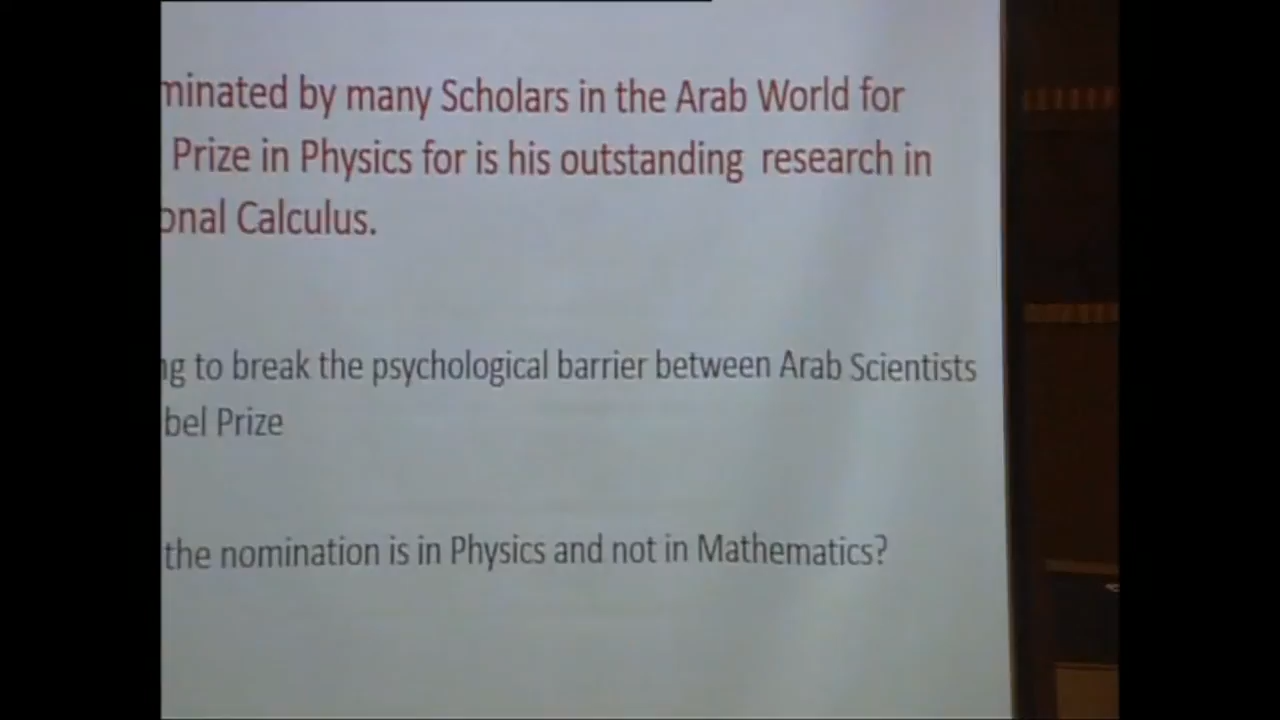 minated by many Scholars in the Arab World for
Prize in Physics for is his outstanding research in
onal Calculus.
ng to break the psychological barrier between Arab Scientists
bel Prize
the nomination is in Physics and not in Mathematics?